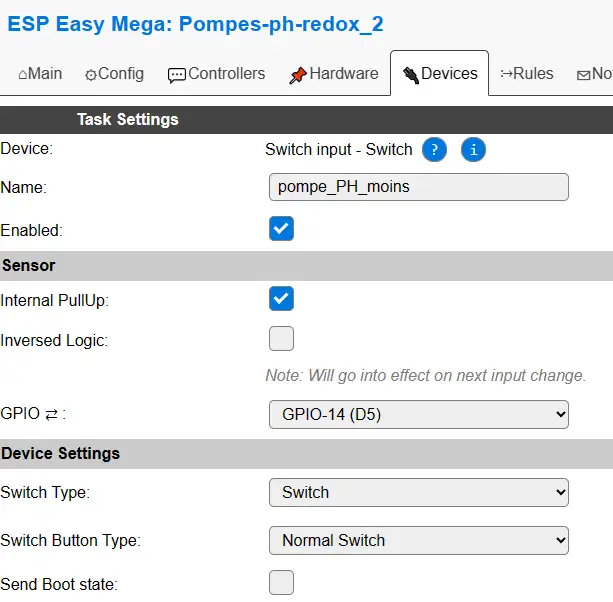 ESP Easy Mega: Pompes-ph-redox_2
⌂Main ⚙Config 💬Controllers 📌Hardware 🔌Devices ↦Rules ✉No
Task Settings
Device: Switch input - Switch ? i
Name: pompe_PH_moins
Enabled:
Sensor
Internal PullUp:
Inversed Logic:
Note: Will go into effect on next input change.
GPIO ⇄ : GPIO-14 (D5)
Device Settings
Switch Type: Switch
Switch Button Type: Normal Switch
Send Boot state: